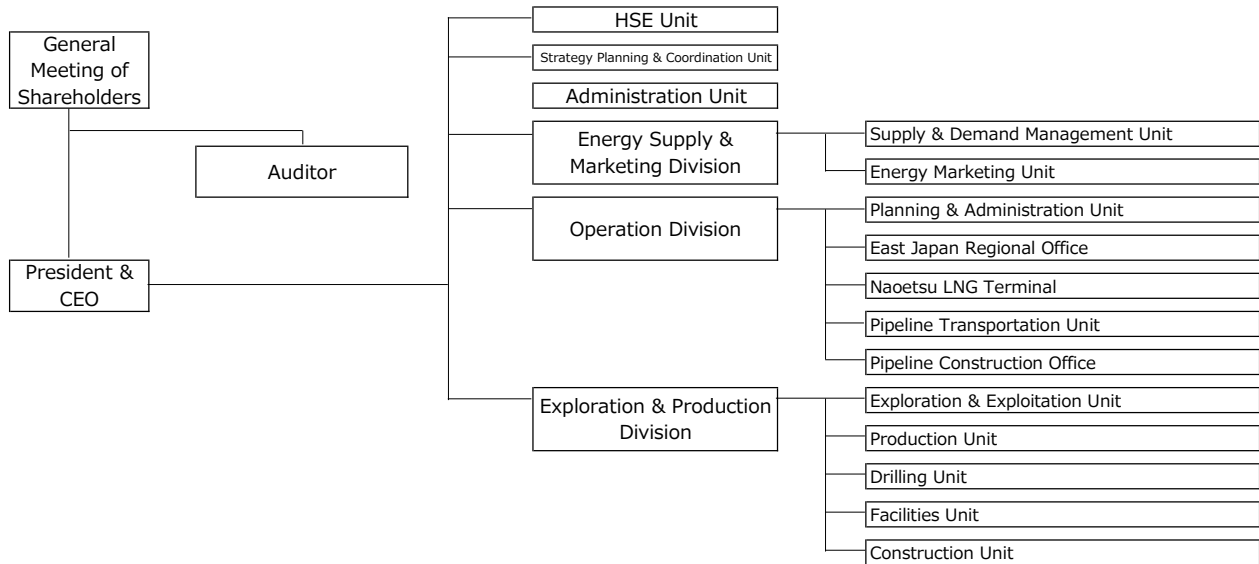 General
Meeting of
Shareholders
Auditor
President &
CEO
HSE Unit
Strategy Planning & Coordination Unit
Administration Unit
Energy Supply &
Marketing Division
Supply & Demand Management Unit
Energy Marketing Unit
Operation Division
Planning & Administration Unit
East Japan Regional Office
Naoetsu LNG Terminal
Pipeline Transportation Unit
Pipeline Construction Office
Exploration & Production
Division
Exploration & Exploitation Unit
Production Unit
Drilling Unit
Facilities Unit
Construction Unit